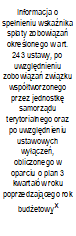 Informacja o
spełnieniu wskaźnika
spłaty zobowiązań
określonego w art.
243 ustawy, po
uwzględnieniu
zobowiązań związku
współtworzonego
przez jednostkę
samorządu
terytorialnego oraz
po uwzględnieniu
ustawowych
wyłączeń,
obliczonego w
oparciu o plan 3
kwartałów roku
poprzedzającego rok
budżetowy^x